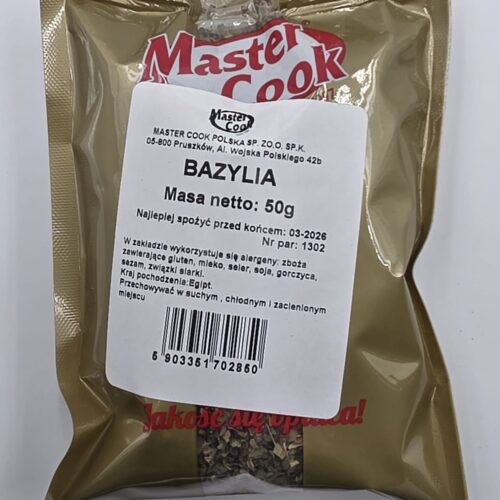 Master
Cook
Master
Cook
MASTER COOK POLSKA SP. ZO.O. SP.K.
05-800 Pruszków, Al. Wojska Polskiego 42b
BAZYLIA
Masa netto: 50g
Najlepiej spożyć przed końcem: 03-2026
Nr par: 1302
W zakładzie wykorzystuje się alergeny: zboża
zawierające gluten, mleko, seler, soja, gorczyca,
sezam, związki siarki.
Kraj pochodzenia:Egipt.
Przechowywać w suchym , chłodnym i zacienionym
miejscu
5 903351 702850
Jakość się opłaca!